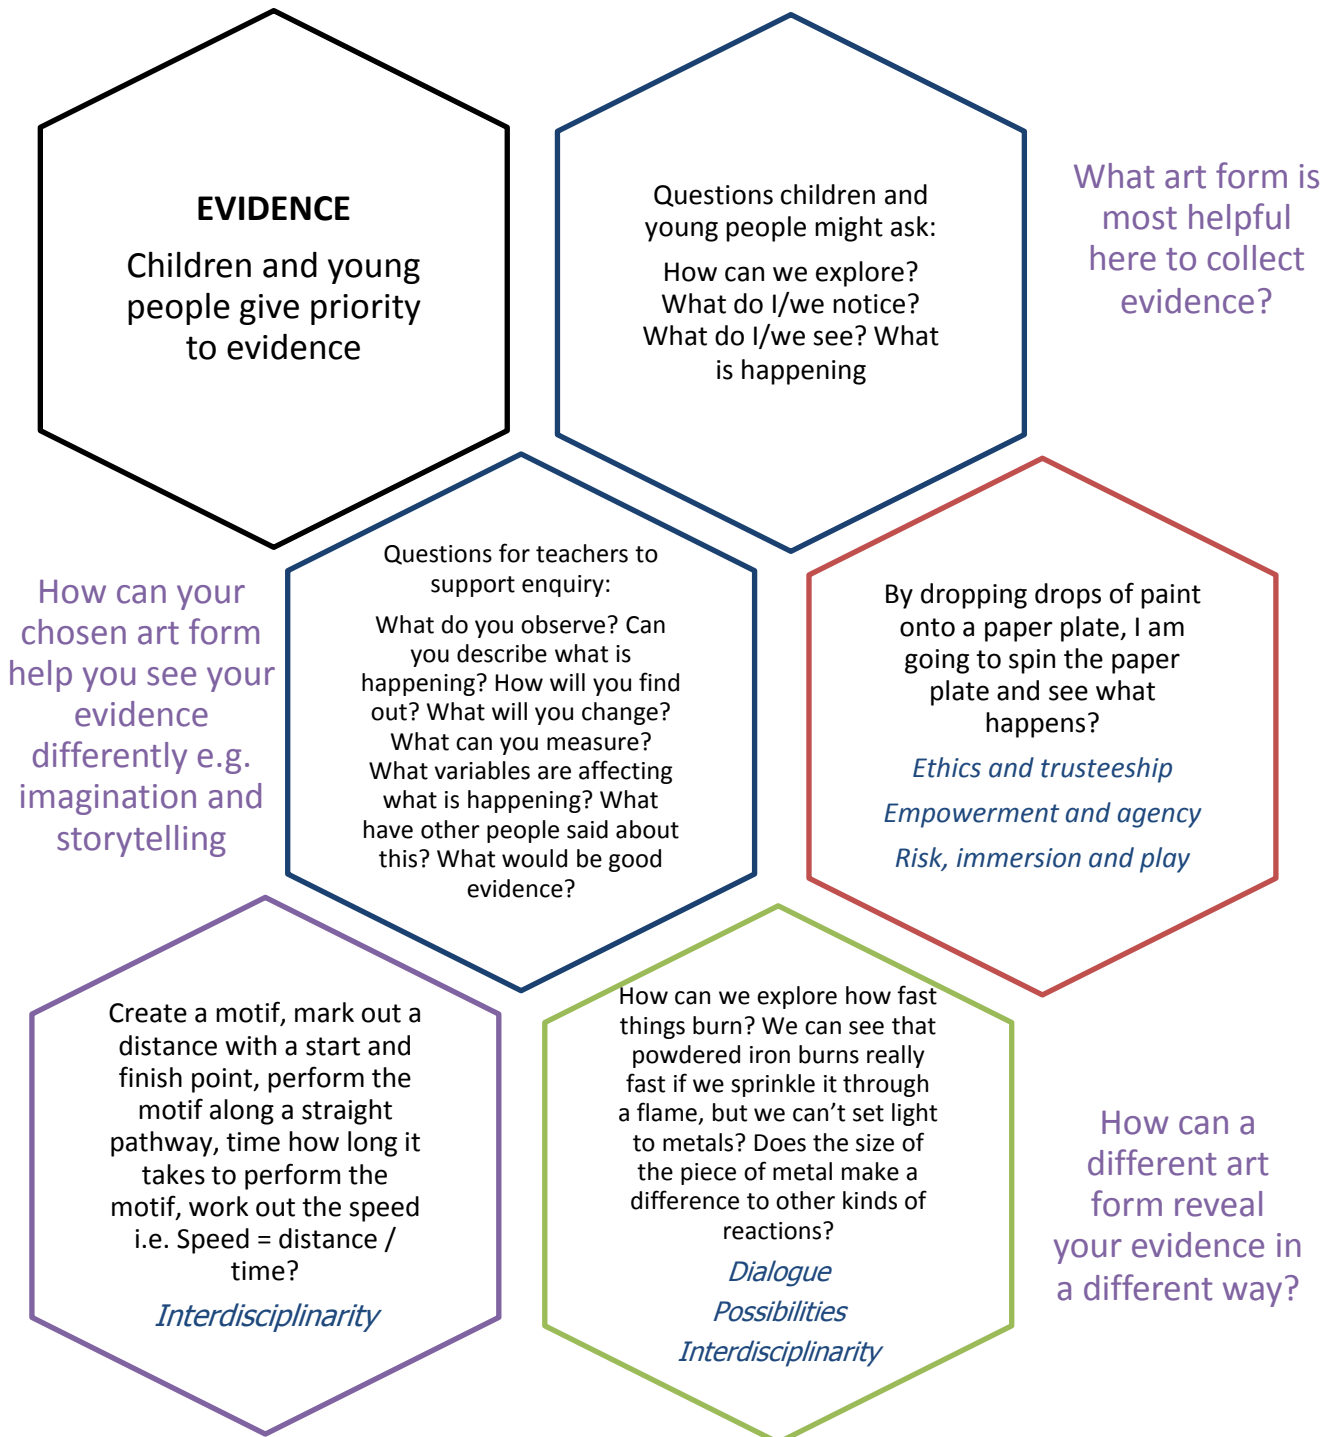 EVIDENCE
Children and young
people give priority
to evidence
Questions children and
young people might ask:
How can we explore?
What do I/we notice?
What do I/we see? What
is happening
What art form is
most helpful
here to collect
evidence?
How can your
chosen art form
help you see your
evidence
differently e.g.
imagination and
storytelling
Questions for teachers to
support enquiry:
What do you observe? Can
you describe what is
happening? How will you find
out? What will you change?
What can you measure?
What variables are affecting
what is happening? What
have other people said about
this? What would be good
evidence?
By dropping drops of paint
onto a paper plate, I am
going to spin the paper
plate and see what
happens?
Ethics and trusteeship
Empowerment and agency
Risk, immersion and play
Create a motif, mark out a
distance with a start and
finish point, perform the
motif along a straight
pathway, time how long it
takes to perform the
motif, work out the speed
i.e. Speed = distance /
time?
Interdisciplinarity
How can we explore how fast
things burn? We can see that
powdered iron burns really
fast if we sprinkle it through
a flame, but we can’t set light
to metals? Does the size of
the piece of metal make a
difference to other kinds of
reactions?
Dialogue
Possibilities
Interdisciplinarity
How can a
different art
form reveal
your evidence in
a different way?